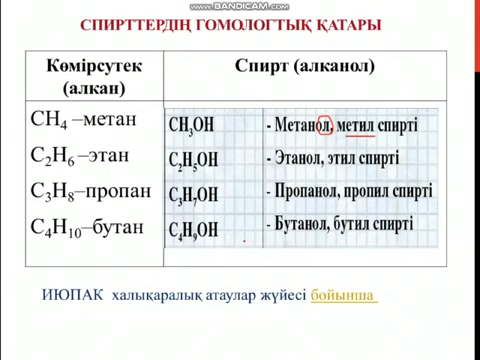 www.BANDICAM.com
СПИРТТЕРДІҢ ГОМОЛОГТЫҚ ҚАТАРЫ
Көмірсутек (алкан)
Спирт (алканол)
CH₄ –метан
CH₃OH - Метанол, метил спирті
C₂H₆ –этан
C₂H₅OH - Этанол, этил спирті
C₃H₈–пропан
C₃H₇OH - Пропанол, пропил спирті
C₄H₁₀–бутан
C₄H₉OH - Бутанол, бутил спирті
ИЮПАК халықаралық атаулар жүйесі бойынша